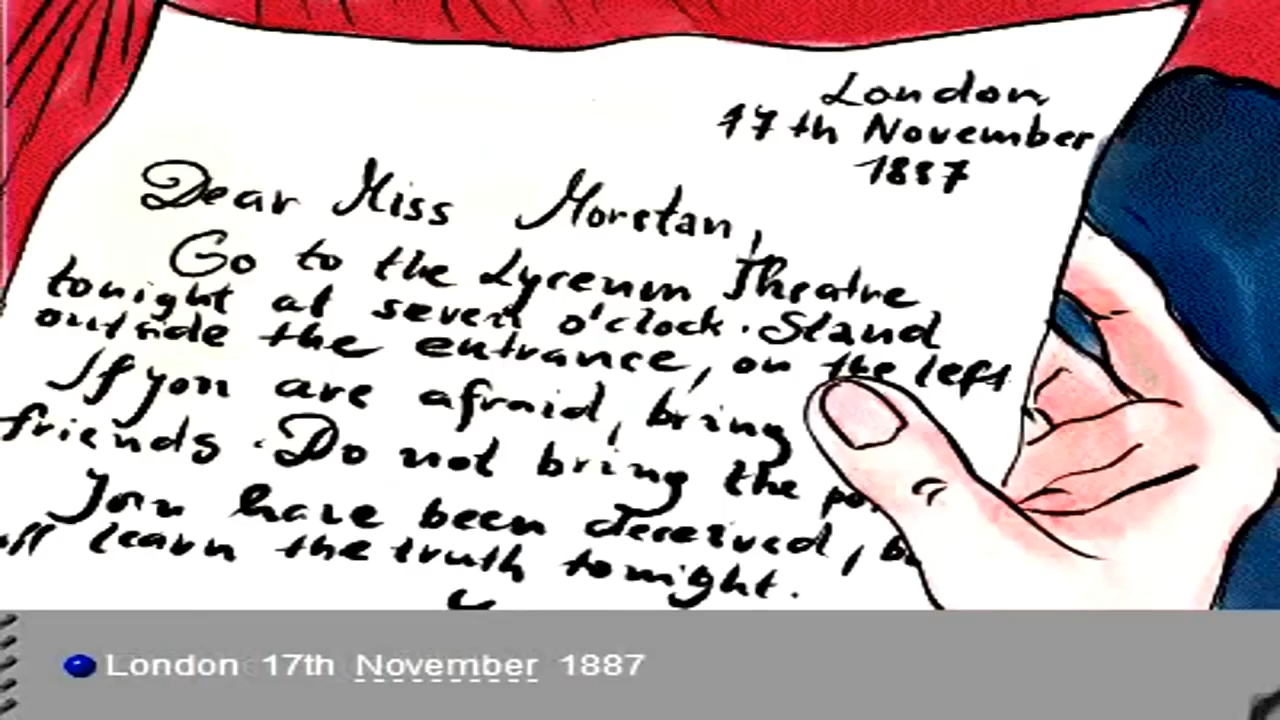 London
17th November
1887
Dear Miss Morstan,
Go to the Lyceum Theatre
tonight at seven o'clock. Stand
outside the entrance, on the left
If you are afraid, bring
friends. Do not bring the
You have been deceived,
learn the truth tonight.
London 17th November 1887